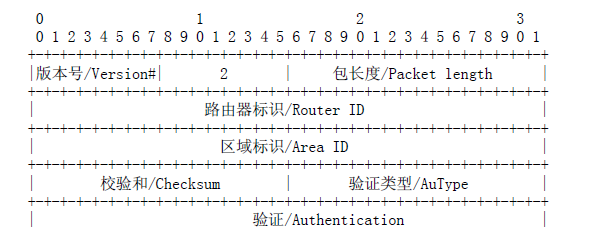 0 1 2 3
0 1 2 3 4 5 6 7 8 9 0 1 2 3 4 5 6 7 8 9 0 1 2 3 4 5 6 7 8 9 0 1
+-+-+-+-+-+-+-+-+-+-+-+-+-+-+-+-+-+-+-+-+-+-+-+-+-+-+-+-+-+-+-+-+
|版本号/Version#| 2 | 包长度/Packet length |
+-+-+-+-+-+-+-+-+-+-+-+-+-+-+-+-+-+-+-+-+-+-+-+-+-+-+-+-+-+-+-+-+
| 路由器标识/Router ID |
+-+-+-+-+-+-+-+-+-+-+-+-+-+-+-+-+-+-+-+-+-+-+-+-+-+-+-+-+-+-+-+-+
| 区域标识/Area ID |
+-+-+-+-+-+-+-+-+-+-+-+-+-+-+-+-+-+-+-+-+-+-+-+-+-+-+-+-+-+-+-+-+
| 校验和/Checksum | 验证类型/AuType |
+-+-+-+-+-+-+-+-+-+-+-+-+-+-+-+-+-+-+-+-+-+-+-+-+-+-+-+-+-+-+-+-+
| 验证/Authentication |